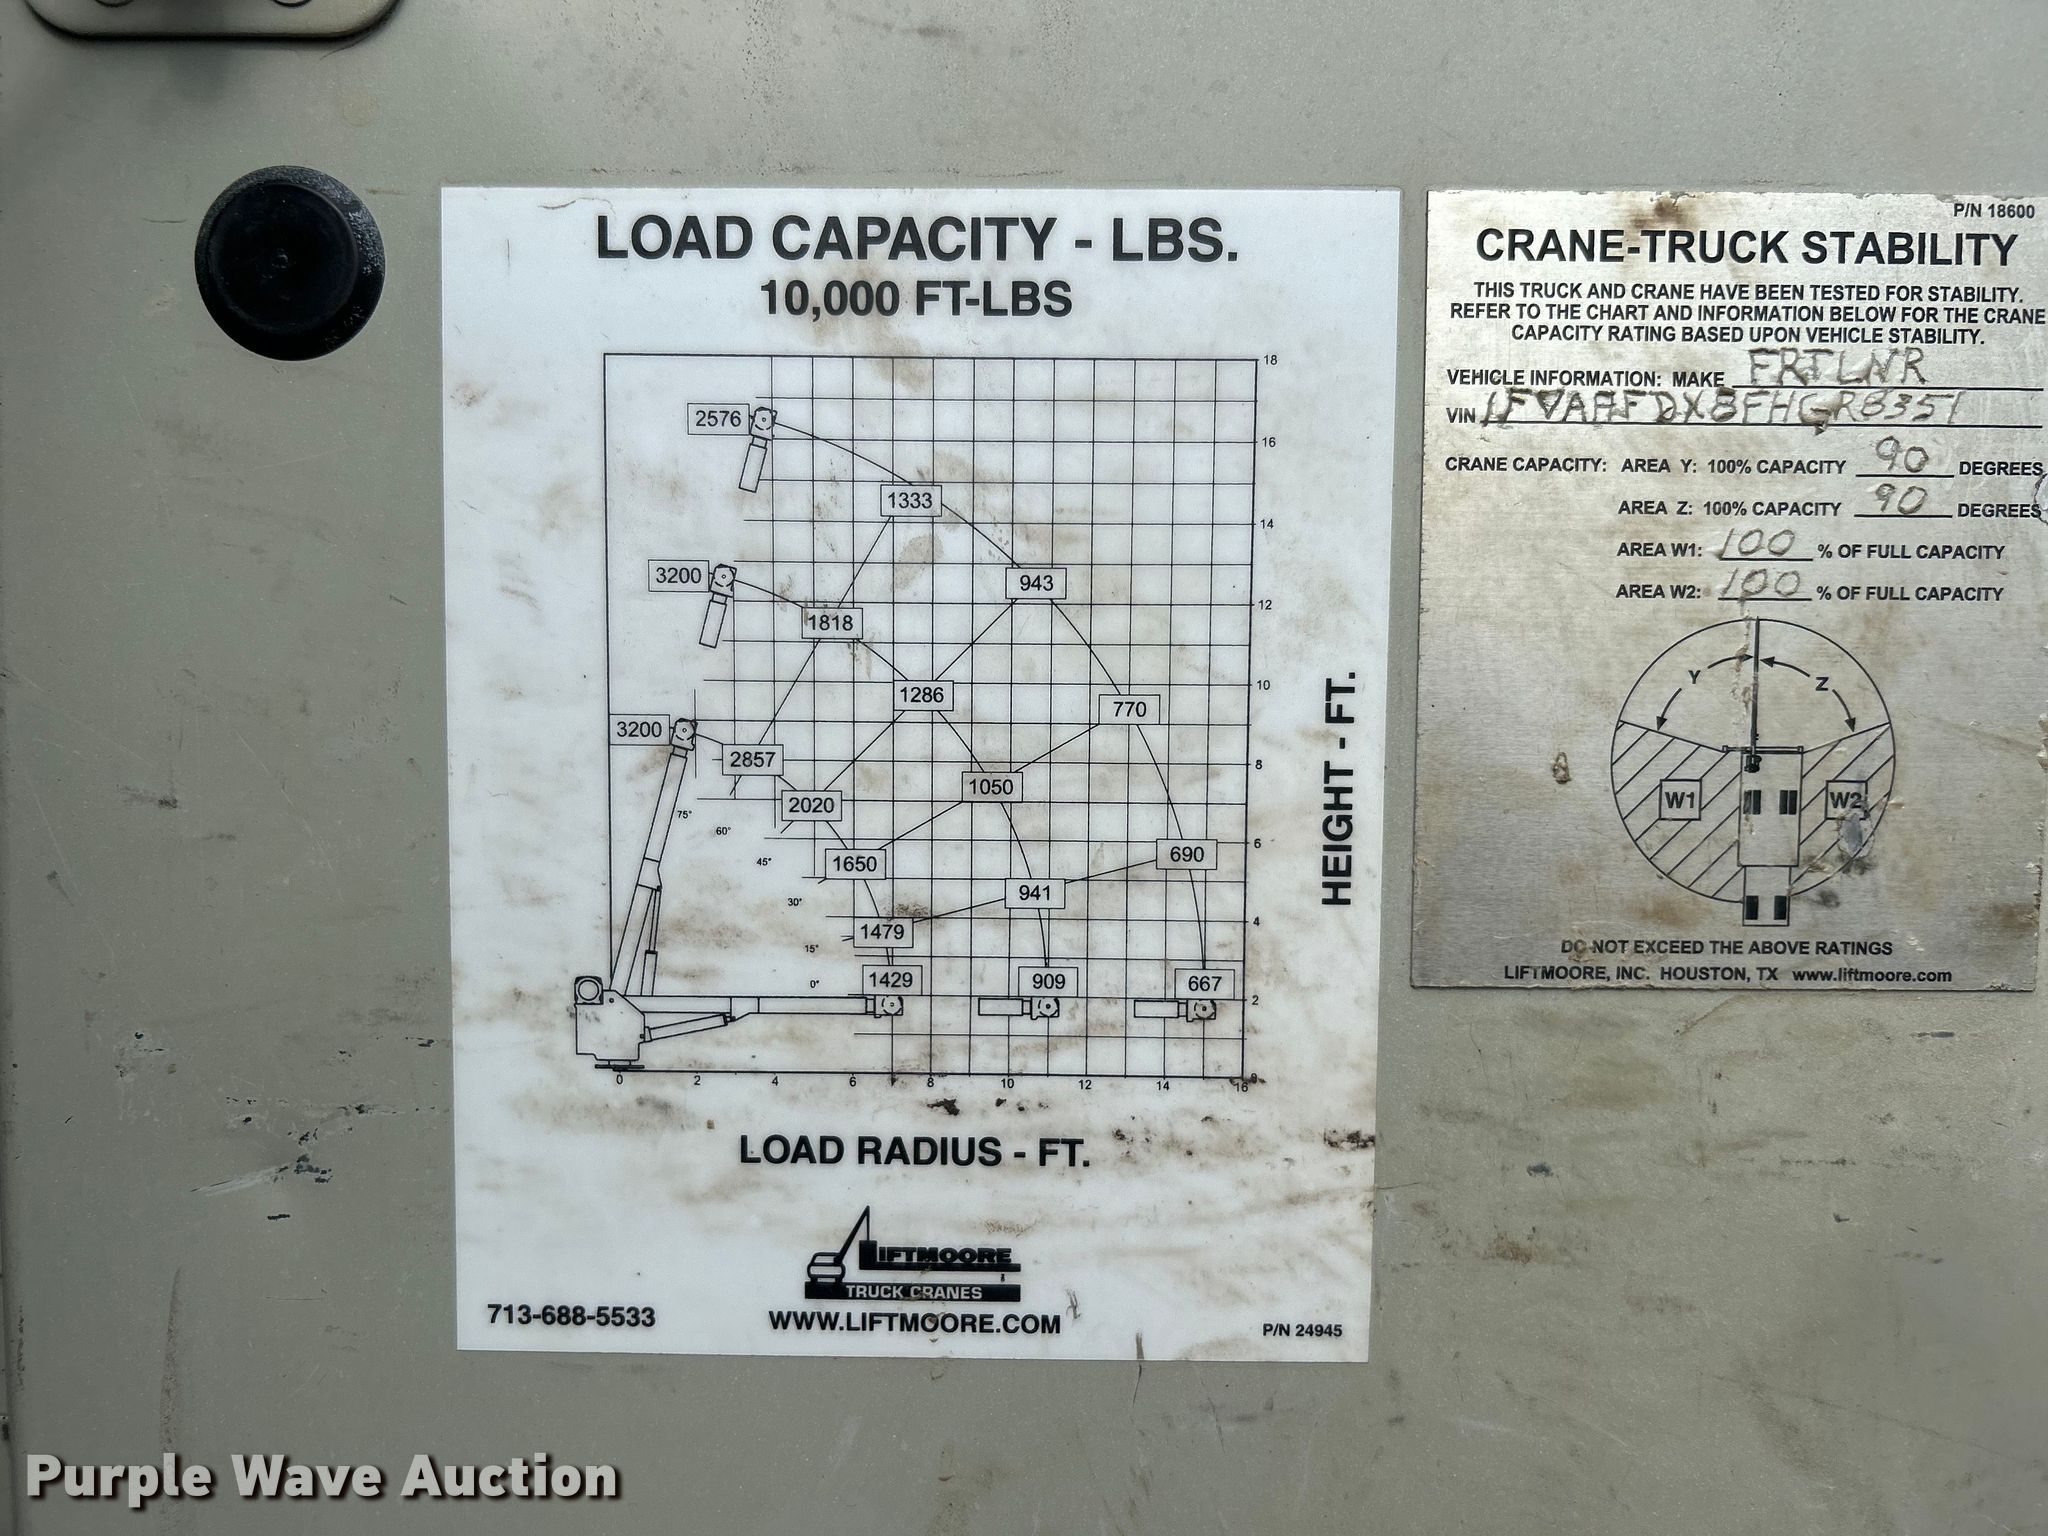 LOAD CAPACITY - LBS.
10,000 FT-LBS
18
2576
16
1333
14
3200
943
12
1818
10
1286
770
3200
2857
8
1050
2020
75°
60°
6
690
45°
1650
941
30°
4
1479
15°
1429
909
667
0°
2
0
0 2 4 6 8 10 12 14 16
HEIGHT - FT.
LOAD RADIUS - FT.
LIFTMOORE
TRUCK CRANES
713-688-5533
WWW.LIFTMOORE.COM
P/N 24945
P/N 18600
CRANE-TRUCK STABILITY
THIS TRUCK AND CRANE HAVE BEEN TESTED FOR STABILITY.
REFER TO THE CHART AND INFORMATION BELOW FOR THE CRANE
CAPACITY RATING BASED UPON VEHICLE STABILITY.
VEHICLE INFORMATION: MAKE FRTLNR
VIN 1FVAAFDX8FHGR8351
CRANE CAPACITY: AREA Y: 100% CAPACITY 90 DEGREES
AREA Z: 100% CAPACITY 90 DEGREES
AREA W1: 100 % OF FULL CAPACITY
AREA W2: 100 % OF FULL CAPACITY
Y Z
W1 W2
DO NOT EXCEED THE ABOVE RATINGS
LIFTMOORE, INC. HOUSTON, TX www.liftmoore.com
Purple Wave Auction